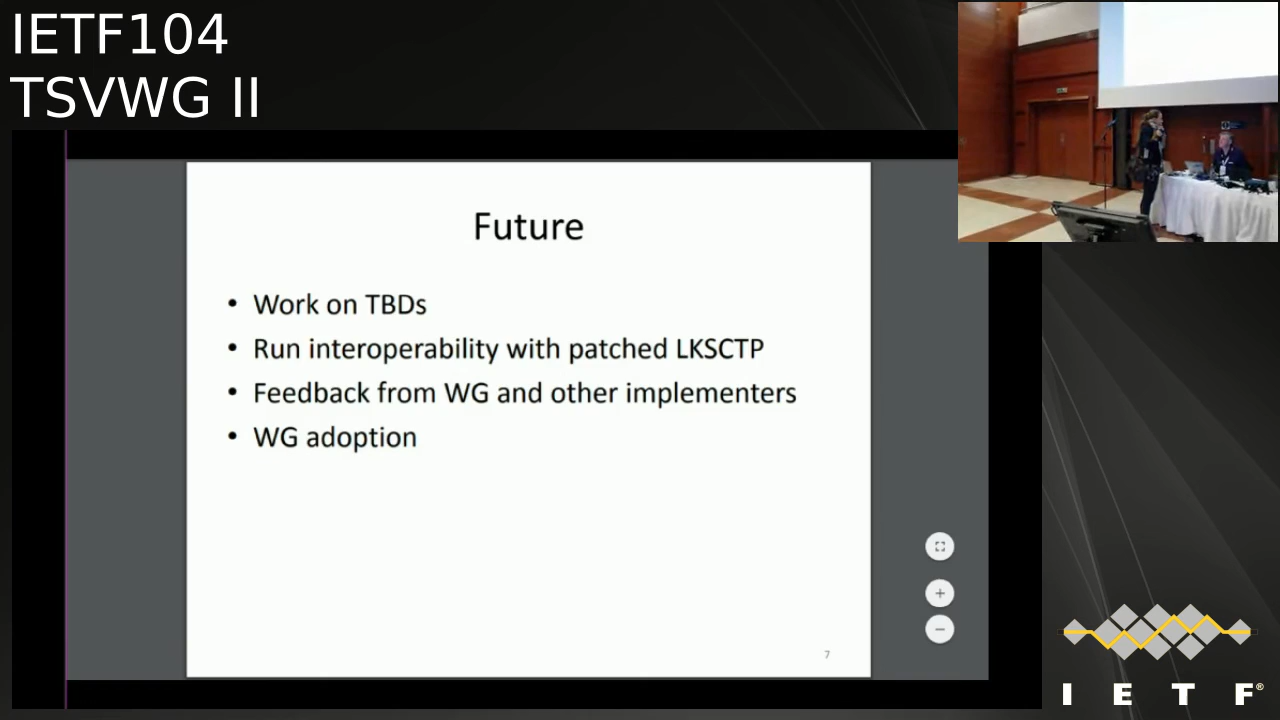 IETF104
TSVWG II
Future
• Work on TBDs
• Run interoperability with patched LKSCTP
• Feedback from WG and other implementers
• WG adoption
7
I E T F®